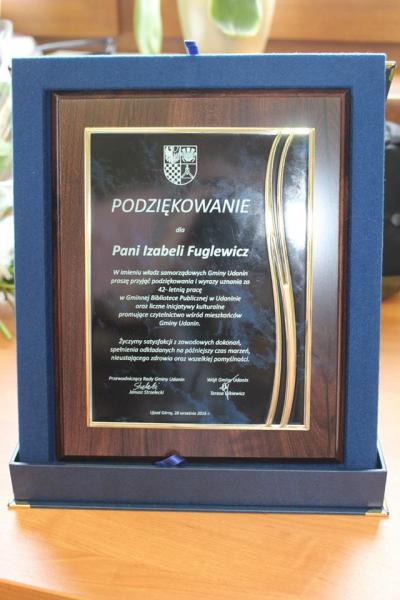 PODZIĘKOWANIE
dla
Pani Izabeli Fuglewicz
W imieniu władz samorządowych Gminy Udanin
proszę przyjąć podziękowania i wyrazy uznania za
42- letnią pracę
w Gminnej Bibliotece Publicznej w Udaninie
oraz liczne inicjatywy kulturalne
promujące czytelnictwo wśród mieszkańców
Gminy Udanin.
Życzymy satysfakcji z zawodowych dokonań,
spełnienia odkładanych na późniejszy czas marzeń,
nieustającego zdrowia oraz wszelkiej pomyślności.
Przewodniczący Rady Gminy Udanin Wójt Gminy Udanin
Janusz Strzelecki Teresa
Ujazd Górny, 28 września 2016 r.